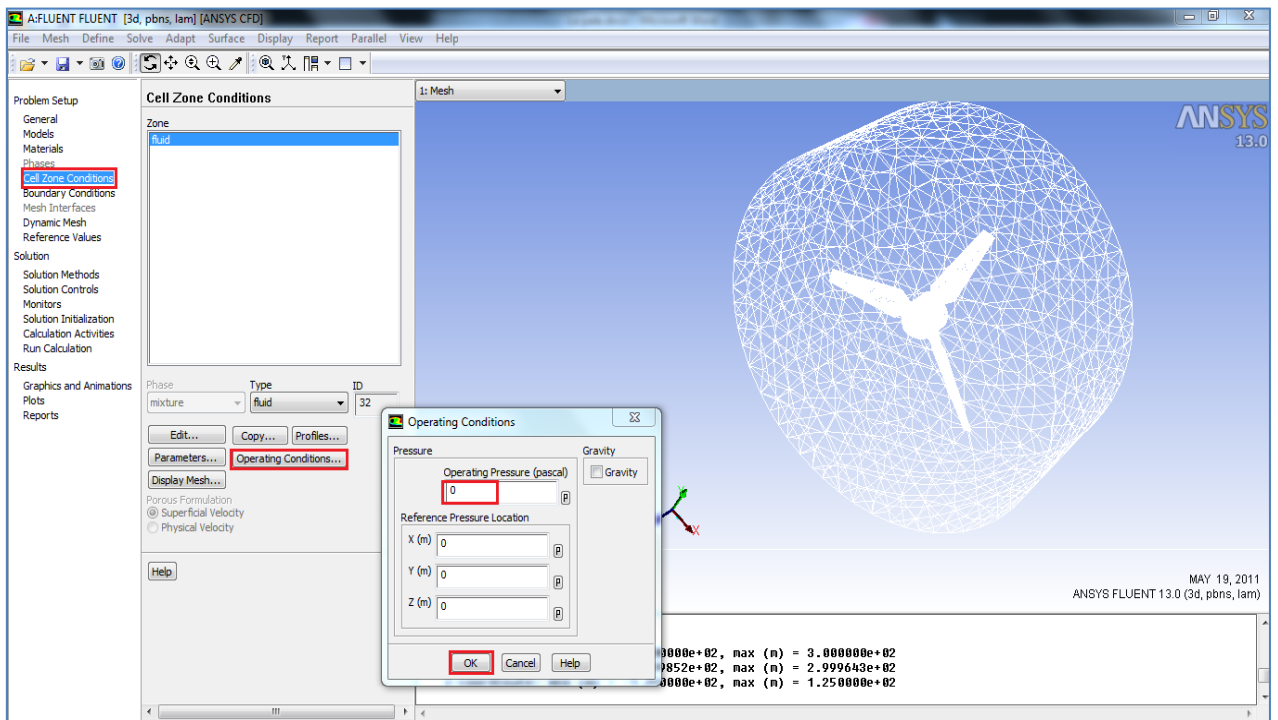 A:FLUENT FLUENT [3d, pbns, lam] [ANSYS CFD]
File Mesh Define Solve Adapt Surface Display Report Parallel View Help
Problem Setup
General
Models
Materials
Phases
Cell Zone Conditions
Boundary Conditions
Mesh Interfaces
Dynamic Mesh
Reference Values
Solution
Solution Methods
Solution Controls
Monitors
Solution Initialization
Calculation Activities
Run Calculation
Results
Graphics and Animations
Plots
Reports
Cell Zone Conditions
Zone
fluid
Phase Type ID
mixture fluid 32
Edit... Copy... Profiles...
Parameters... Operating Conditions...
Display Mesh...
Porous Formulation
Superficial Velocity
Physical Velocity
Help
1: Mesh
ANSYS
13.0
Operating Conditions
Pressure
Operating Pressure (pascal)
0
P
Reference Pressure Location
X (m) 0 P
Y (m) 0 P
Z (m) 0 P
Gravity
Gravity
OK Cancel Help
Y
X
MAY 19, 2011
ANSYS FLUENT 13.0 (3d, pbns, lam)
0000e+02, max (m) = 3.000000e+02
9852e+02, max (m) = 2.999643e+02
0000e+02, max (m) = 1.250000e+02